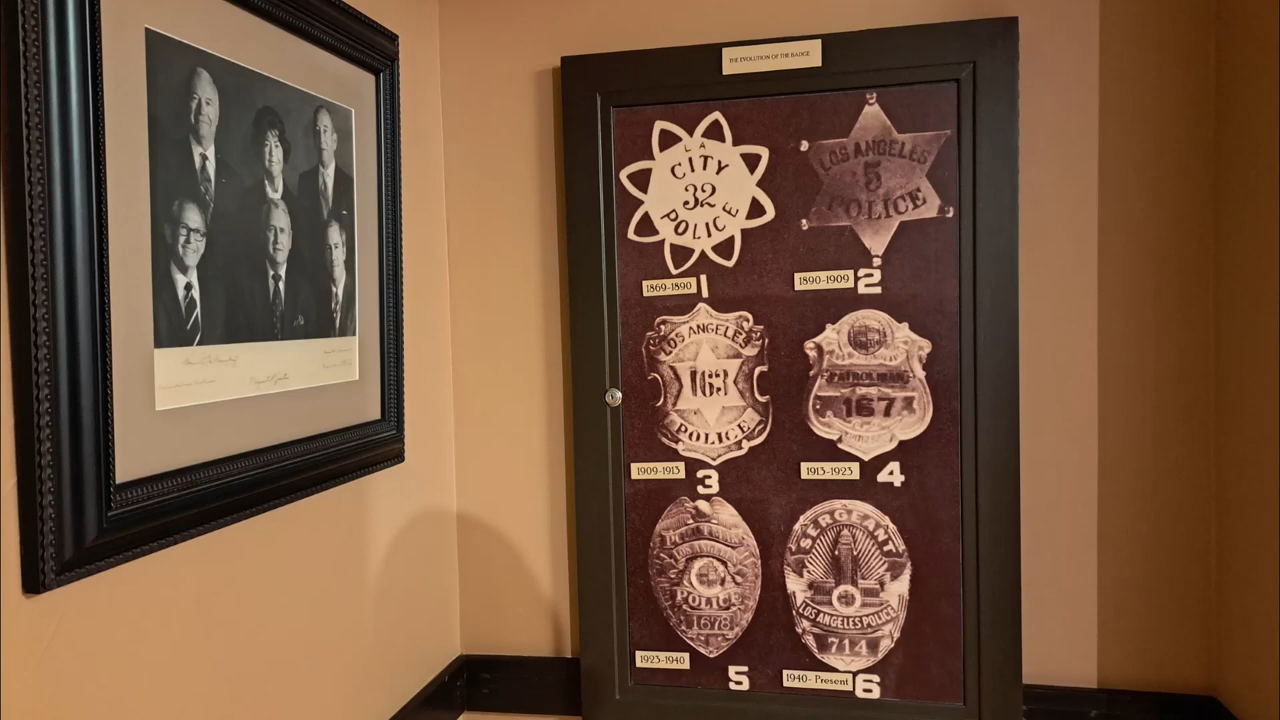 THE EVOLUTION OF THE BADGE
LA
CITY
32
POLICE
LOS ANGELES
5
POLICE
1869-1890
1
1890-1909
2
LOS ANGELES
163
POLICE
PATROLMAN
167
1909-1913
3
1913-1923
4
LOS ANGELES
POLICE
1678
SERGEANT
LOS ANGELES POLICE
714
1923-1940
5
1940- Present
6